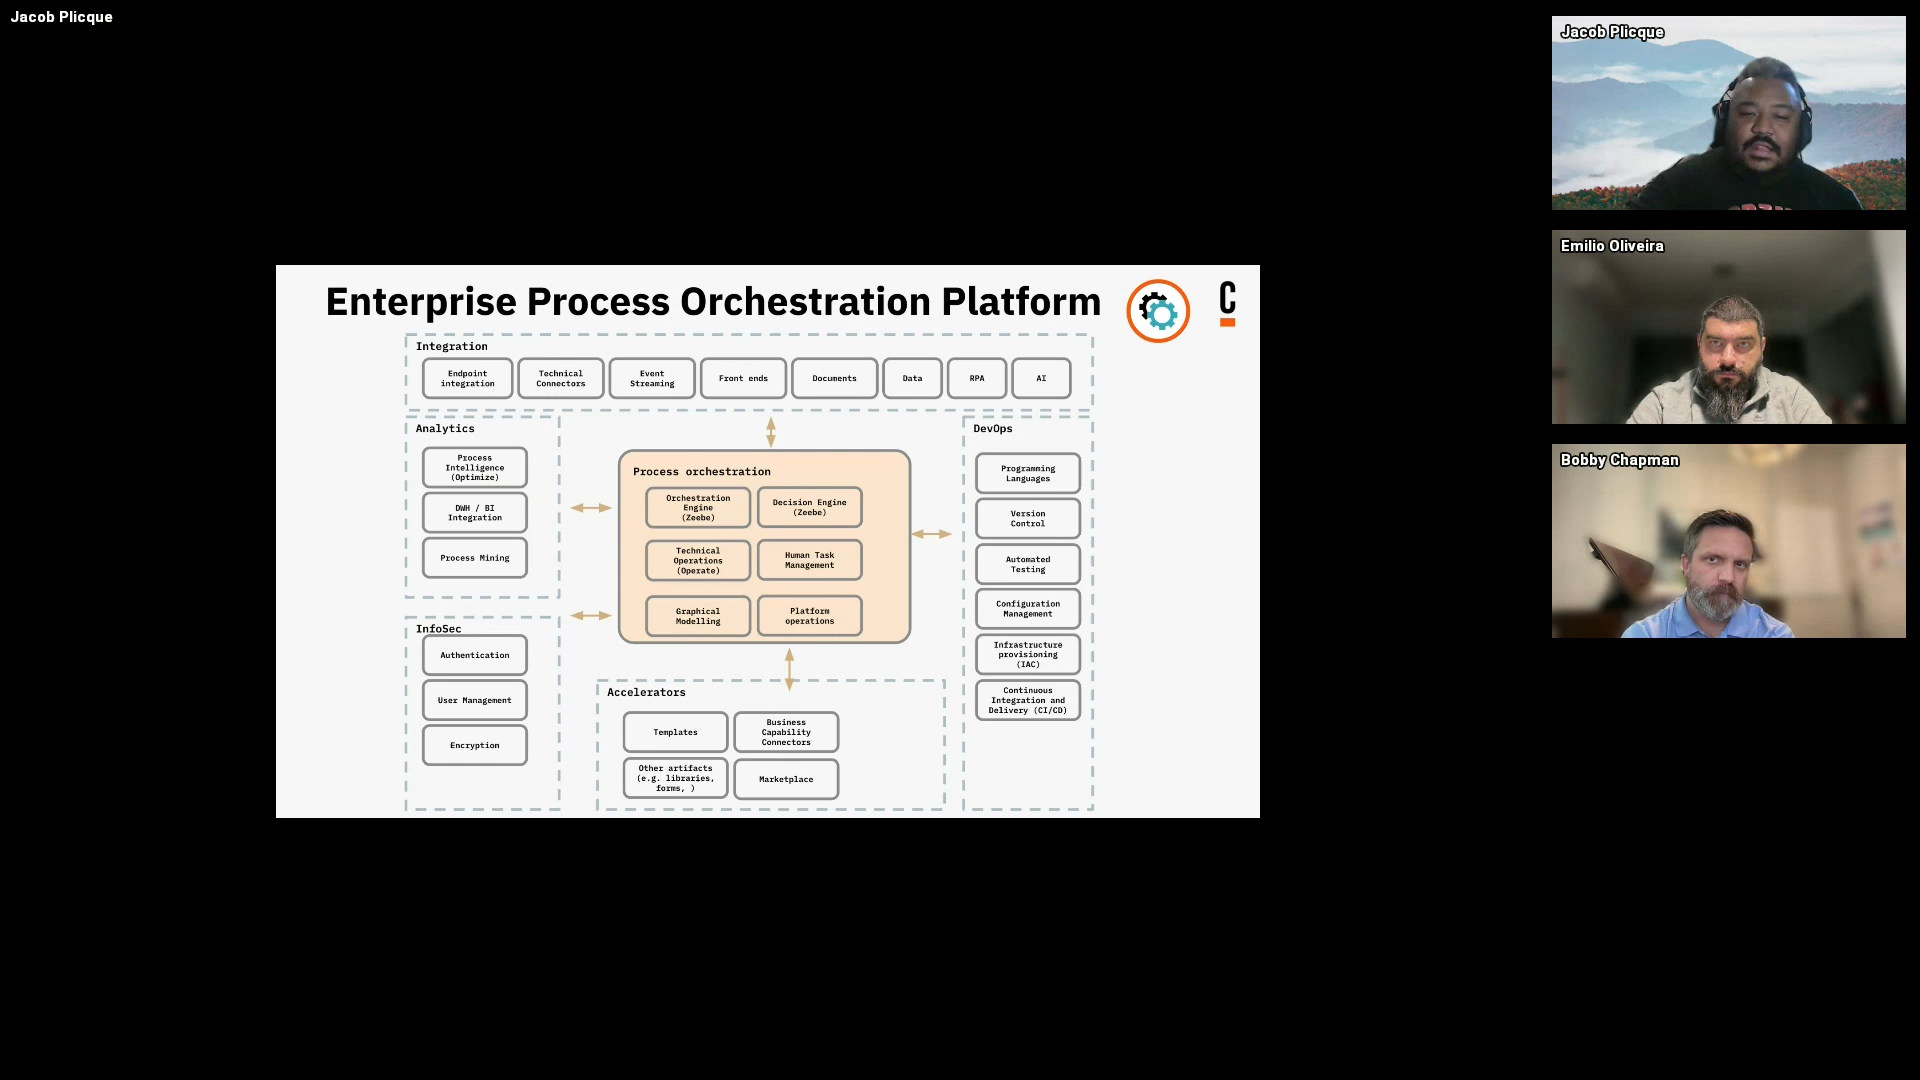 Jacob Plicque
Jacob Plicque
Emilio Oliveira
Bobby Chapman
Enterprise Process Orchestration Platform
C
Integration
Endpoint
integration
Technical
Connectors
Event
Streaming
Front ends
Documents
Data
RPA
AI
Analytics
Process
Intelligence
(Optimize)
DWH / BI
Integration
Process Mining
InfoSec
Authentication
User Management
Encryption
Process orchestration
Orchestration
Engine
(Zeebe)
Decision Engine
(Zeebe)
Technical
Operations
(Operate)
Human Task
Management
Graphical
Modelling
Platform
operations
Accelerators
Templates
Business
Capability
Connectors
Other artifacts
(e.g. libraries,
forms, )
Marketplace
DevOps
Programming
Languages
Version
Control
Automated
Testing
Configuration
Management
Infrastructure
provisioning
(IAC)
Continuous
Integration and
Delivery (CI/CD)